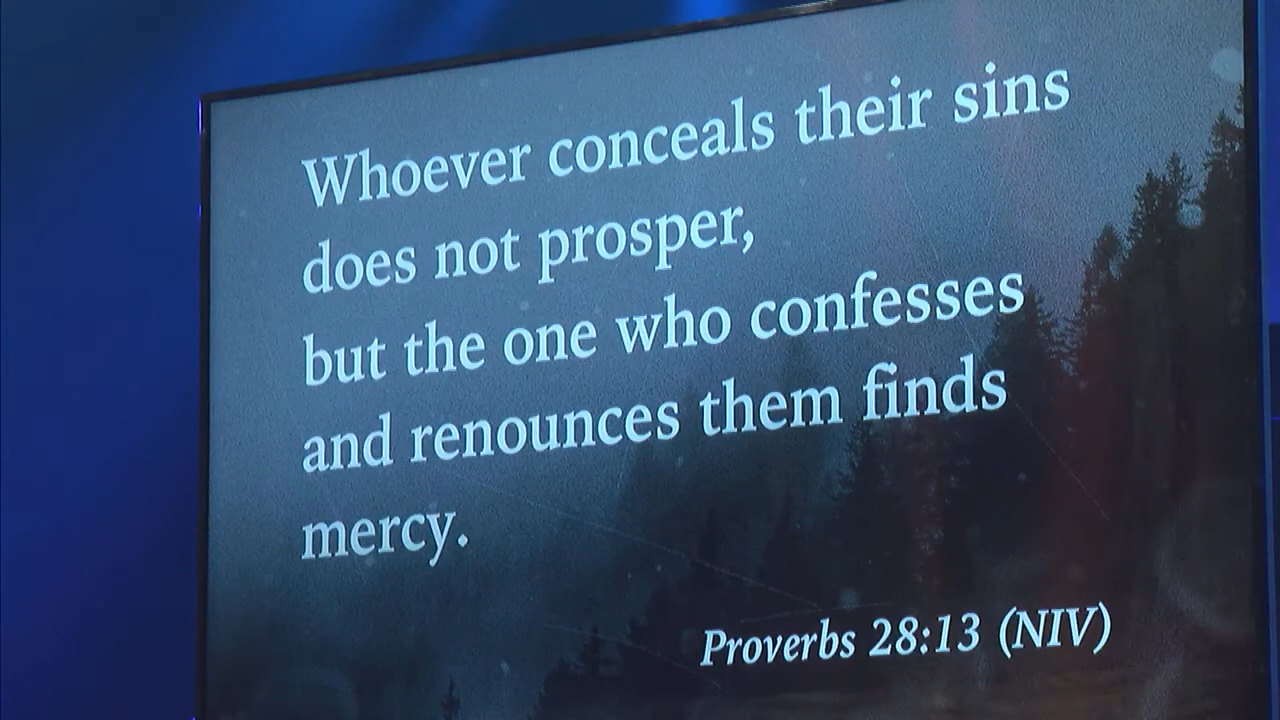 Whoever conceals their sins
does not prosper,
but the one who confesses
and renounces them finds
mercy.
Proverbs 28:13 (NIV)